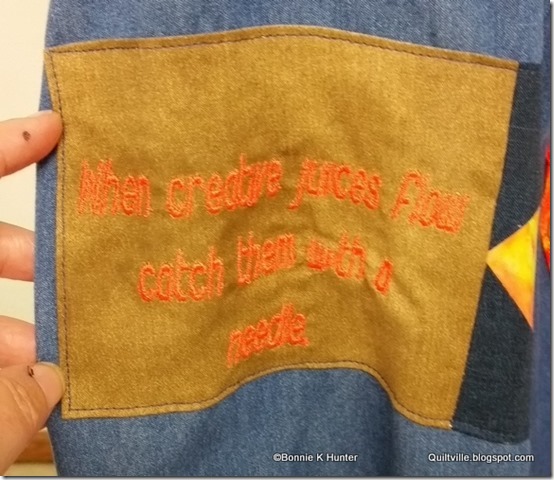 When creative juices flow
catch them with a
needle.
©Bonnie K Hunter
Quiltville.blogspot.com